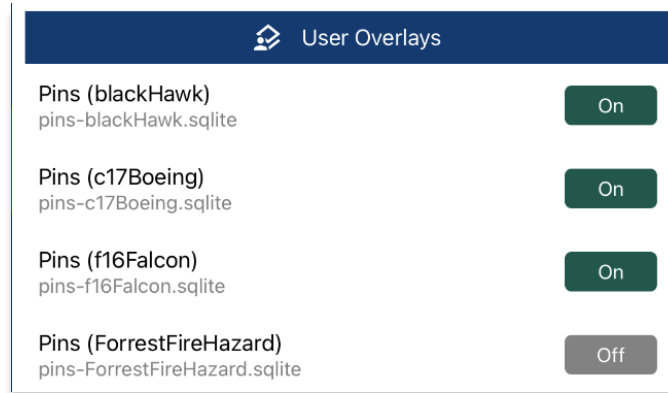 User Overlays
Pins (blackHawk)
pins-blackHawk.sqlite
On
Pins (c17Boeing)
pins-c17Boeing.sqlite
On
Pins (f16Falcon)
pins-f16Falcon.sqlite
On
Pins (ForrestFireHazard)
pins-ForrestFireHazard.sqlite
Off